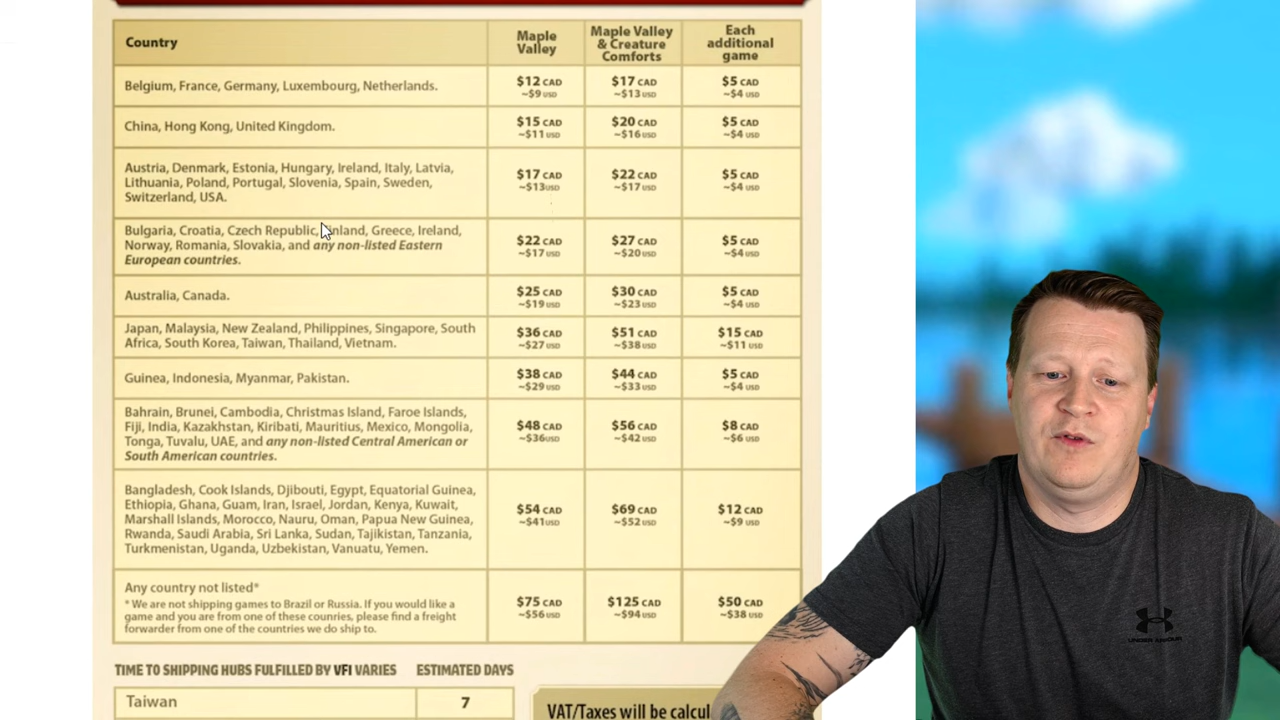 Country
Maple
Valley
Maple Valley
& Creature
Comforts
Each
additional
game
Belgium, France, Germany, Luxembourg, Netherlands.
$12 CAD
~$9 USD
$17 CAD
~$13 USD
$5 CAD
~$4 USD
China, Hong Kong, United Kingdom.
$15 CAD
~$11 USD
$20 CAD
~$16 USD
$5 CAD
~$4 USD
Austria, Denmark, Estonia, Hungary, Ireland, Italy, Latvia,
Lithuania, Poland, Portugal, Slovenia, Spain, Sweden,
Switzerland, USA.
$17 CAD
~$13USD
$22 CAD
~$17 USD
$5 CAD
~$4 USD
Bulgaria, Croatia, Czech Republic, Finland, Greece, Ireland,
Norway, Romania, Slovakia, and any non-listed Eastern
European countries.
$22 CAD
~$17 USD
$27 CAD
~$20 USD
$5 CAD
~$4 USD
Australia, Canada.
$25 CAD
~$19 USD
$30 CAD
~$23 USD
$5 CAD
~$4 USD
Japan, Malaysia, New Zealand, Philippines, Singapore, South
Africa, South Korea, Taiwan, Thailand, Vietnam.
$36 CAD
~$27 USD
$51 CAD
~$38 USD
$15 CAD
~$11 USD
Guinea, Indonesia, Myanmar, Pakistan.
$38 CAD
~$29 USD
$44 CAD
~$33 USD
$5 CAD
~$4 USD
Bahrain, Brunei, Cambodia, Christmas Island, Faroe Islands,
Fiji, India, Kazakhstan, Kiribati, Mauritius, Mexico, Mongolia,
Tonga, Tuvalu, UAE, and any non-listed Central American or
South American countries.
$48 CAD
~$36USD
$56 CAD
~$42 USD
$8 CAD
~$6 USD
Bangladesh, Cook Islands, Djibouti, Egypt, Equatorial Guinea,
Ethiopia, Ghana, Guam, Iran, Israel, Jordan, Kenya, Kuwait,
Marshall Islands, Morocco, Nauru, Oman, Papua New Guinea,
Rwanda, Saudi Arabia, Sri Lanka, Sudan, Tajikistan, Tanzania,
Turkmenistan, Uganda, Uzbekistan, Vanuatu, Yemen.
$54 CAD
~$41USD
$69 CAD
~$52 USD
$12 CAD
~$9 USD
Any country not listed*
* We are not shipping games to Brazil or Russia. If you would like a
game and you are from one of these counries, please find a freight
forwarder from one of the countries we do ship to.
$75 CAD
~$56 USD
$125 CAD
~$94 USD
$50 CAD
~$38 USD
TIME TO SHIPPING HUBS FULFILLED BY VFI VARIES
ESTIMATED DAYS
Taiwan
7
VAT/Taxes will be calcul
UNDER ARMOUR